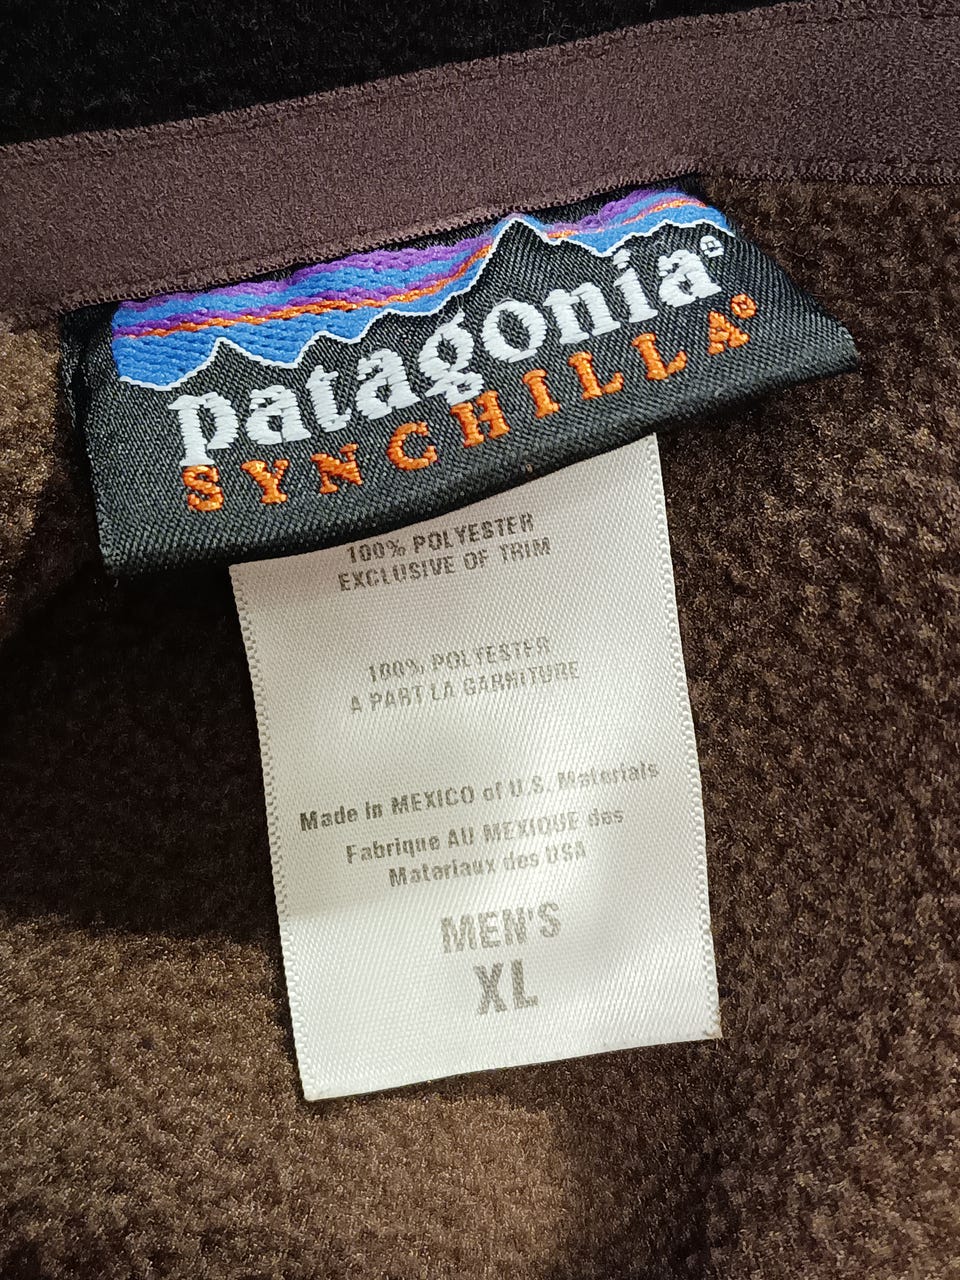 patagonia®
SYNCHILLA®
100% POLYESTER
EXCLUSIVE OF TRIM
100% POLYESTER
A PART LA GARNITURE
Made in MEXICO of U.S. Materials
Fabrique AU MEXIQUE des
Materiaux des USA
MEN'S
XL